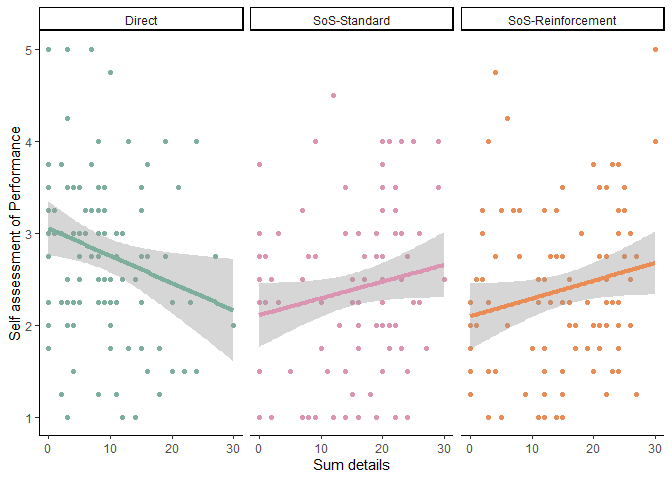 Direct
SoS-Standard
SoS-Reinforcement
Self assessment of Performance
5
4
3
2
1
0 10 20 30
0 10 20 30
0 10 20 30
Sum details